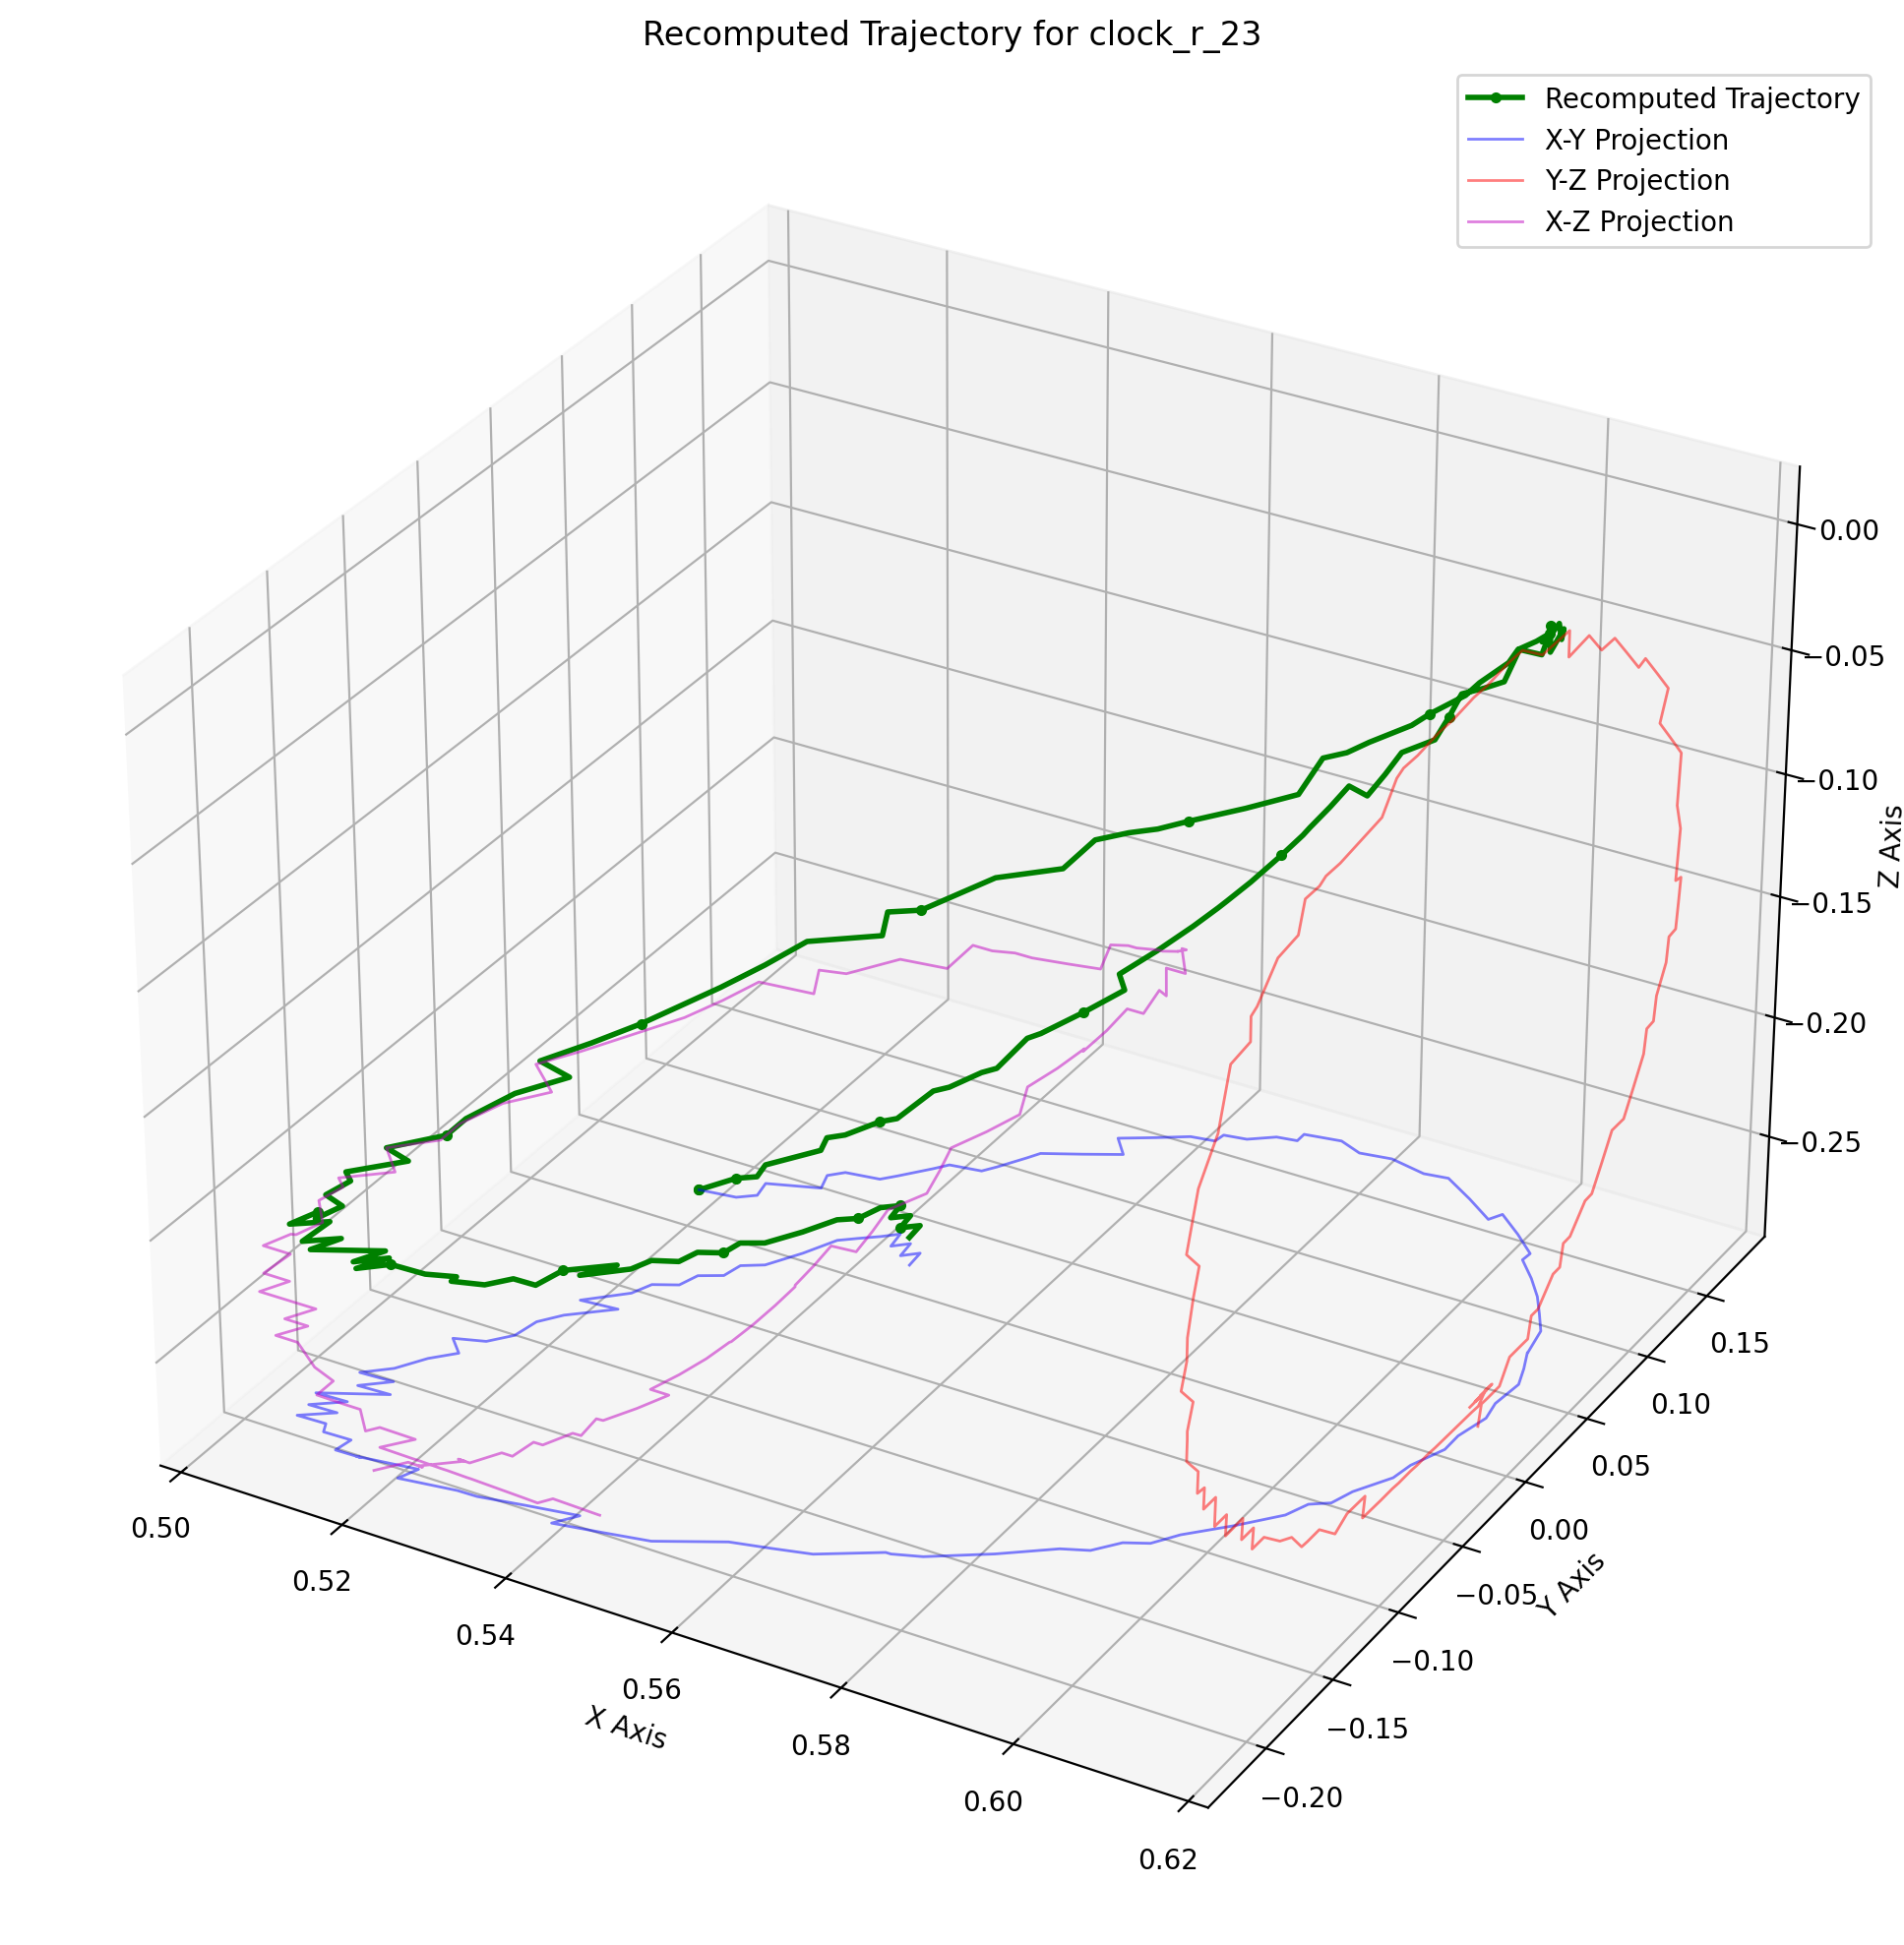 Recomputed Trajectory for clock_r_23
Recomputed Trajectory
X-Y Projection
Y-Z Projection
X-Z Projection
0.00
−0.05
−0.10
−0.15
−0.20
−0.25
Z Axis
0.15
0.10
0.05
0.00
−0.05
−0.10
−0.15
−0.20
Y Axis
0.50
0.52
0.54
0.56
0.58
0.60
0.62
X Axis